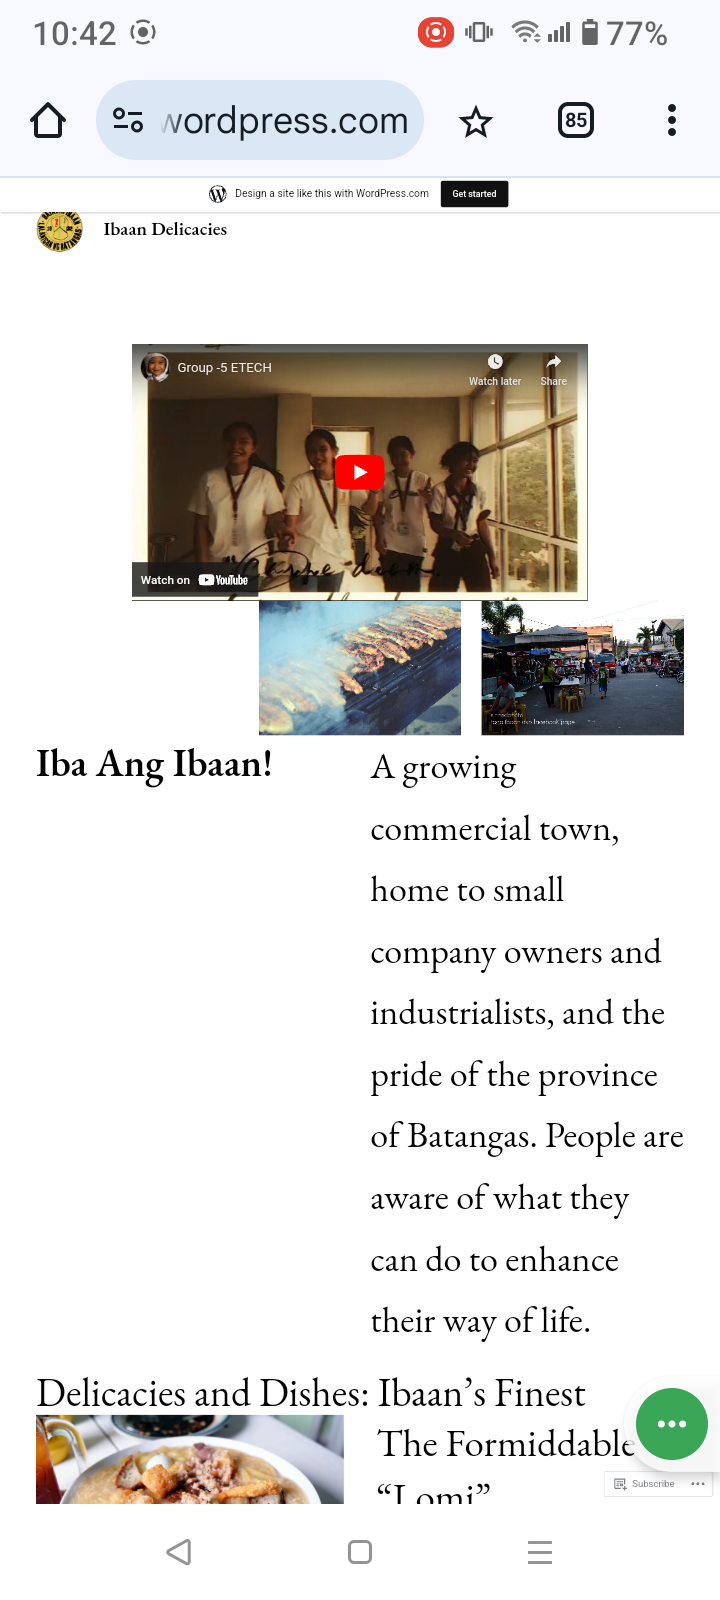 10:42
77%
wordpress.com
85
Design a site like this with WordPress.com
Get started
Ibaan Delicacies
Group -5 ETECH
Watch later
Share
Watch on YouTube
Iba Ang Ibaan!
A growing
commercial town,
home to small
company owners and
industrialists, and the
pride of the province
of Batangas. People are
aware of what they
can do to enhance
their way of life.
Delicacies and Dishes: Ibaan’s Finest
The Formiddable
“Lomi”
Subscribe